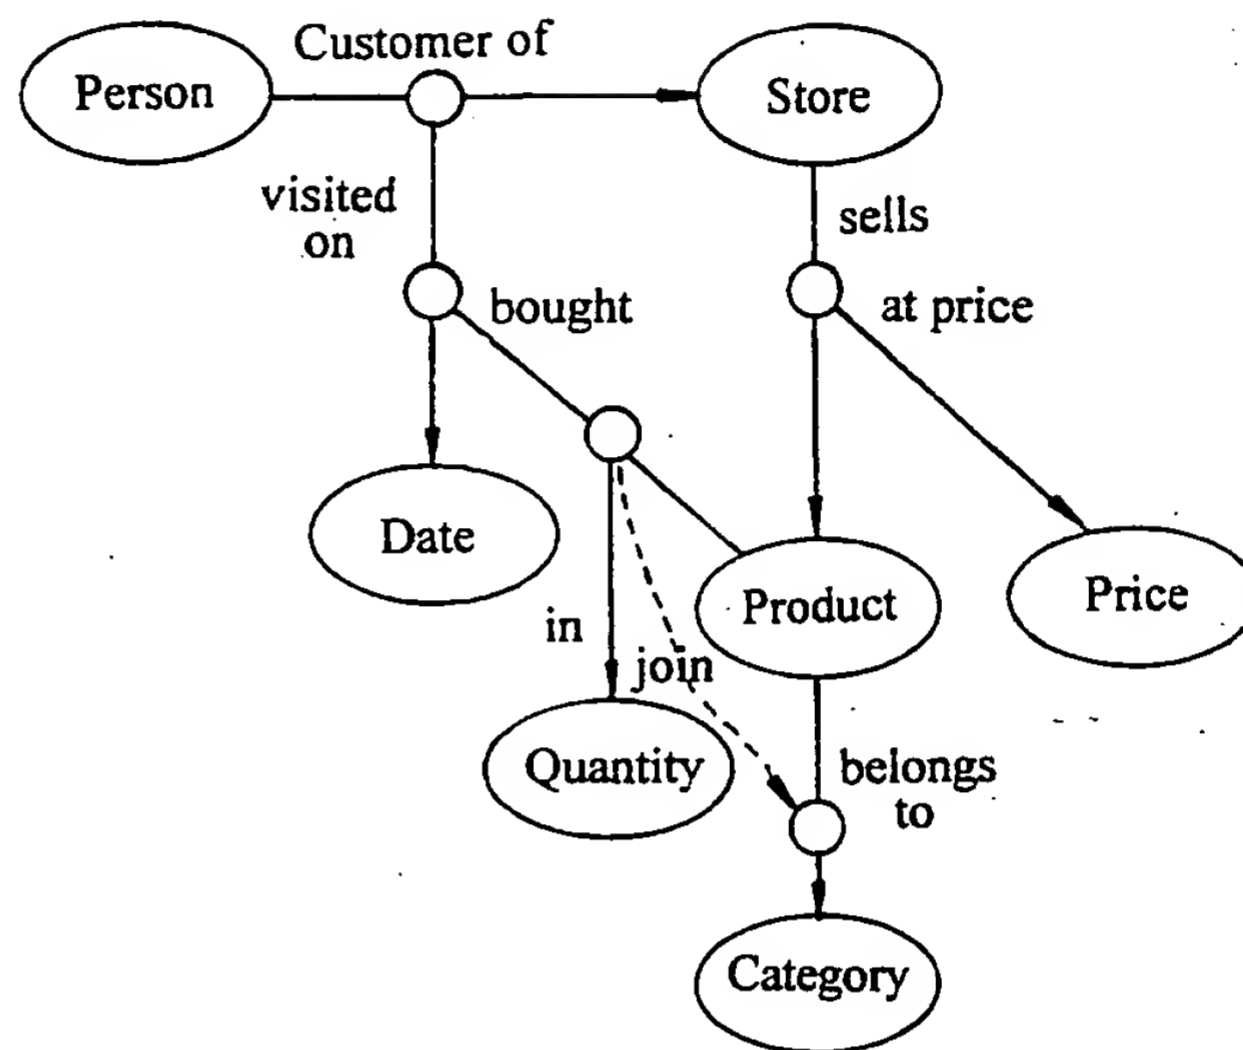 Customer of
Person
Store
visited
on
sells
bought
at price
Date
Product
Price
in
join
Quantity
belongs
to
Category